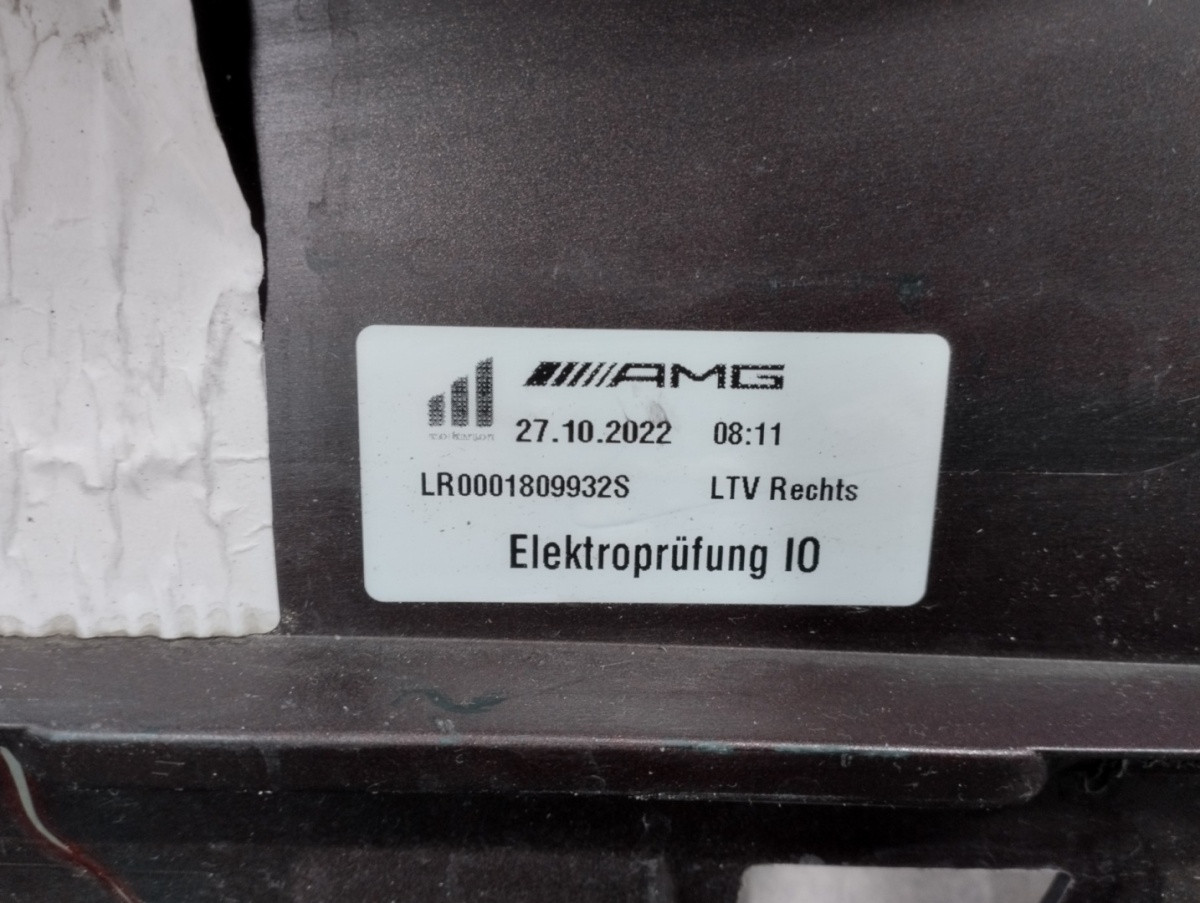 AMG
27.10.2022 08:11
LR0001809932S LTV Rechts
Elektroprüfung IO